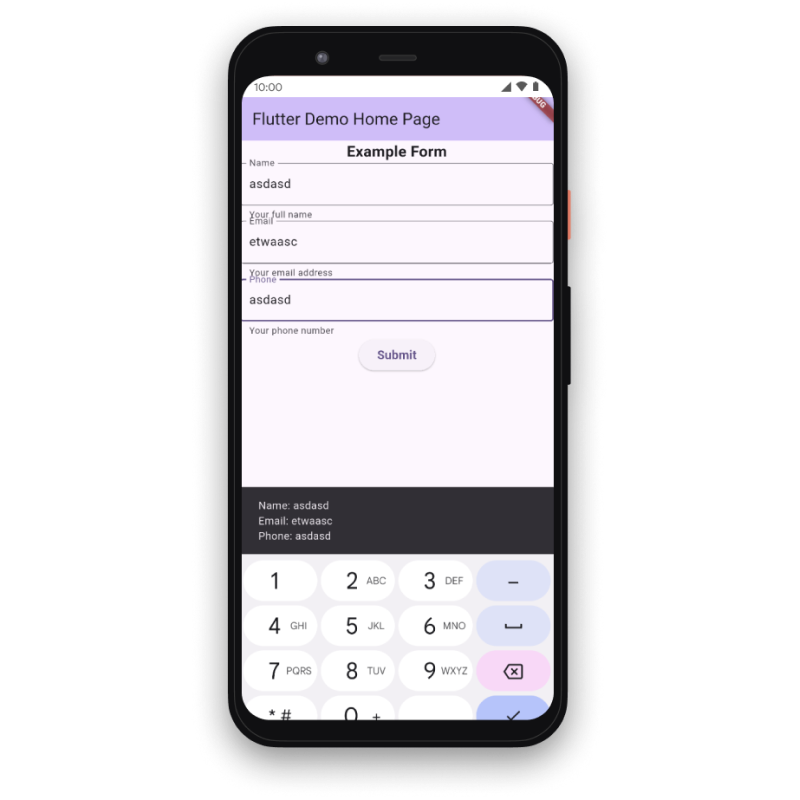 10:00
Flutter Demo Home Page
Example Form
Name
asdasd
Your full name
Email
etwaasc
Your email address
Phone
asdasd
Your phone number
Submit
Name: asdasd
Email: etwaasc
Phone: asdasd
1 2 ABC 3 DEF –
4 GHI 5 JKL 6 MNO
7 PQRS 8 TUV 9 WXYZ
* # 0 +